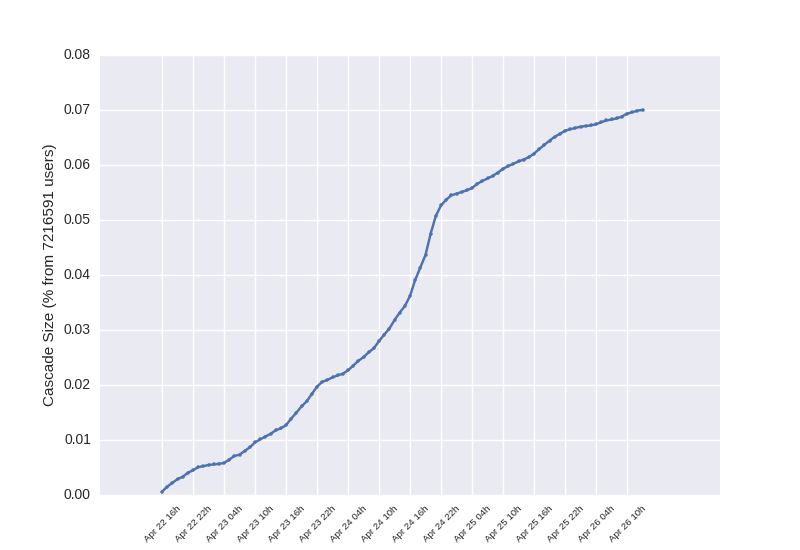 0.08
0.07
0.06
0.05
0.04
0.03
0.02
0.01
0.00
Cascade Size (% from 7216591 users)
Apr 22 16h
Apr 22 22h
Apr 23 04h
Apr 23 10h
Apr 23 16h
Apr 23 22h
Apr 24 04h
Apr 24 10h
Apr 24 16h
Apr 24 22h
Apr 25 04h
Apr 25 10h
Apr 25 16h
Apr 25 22h
Apr 26 04h
Apr 26 10h